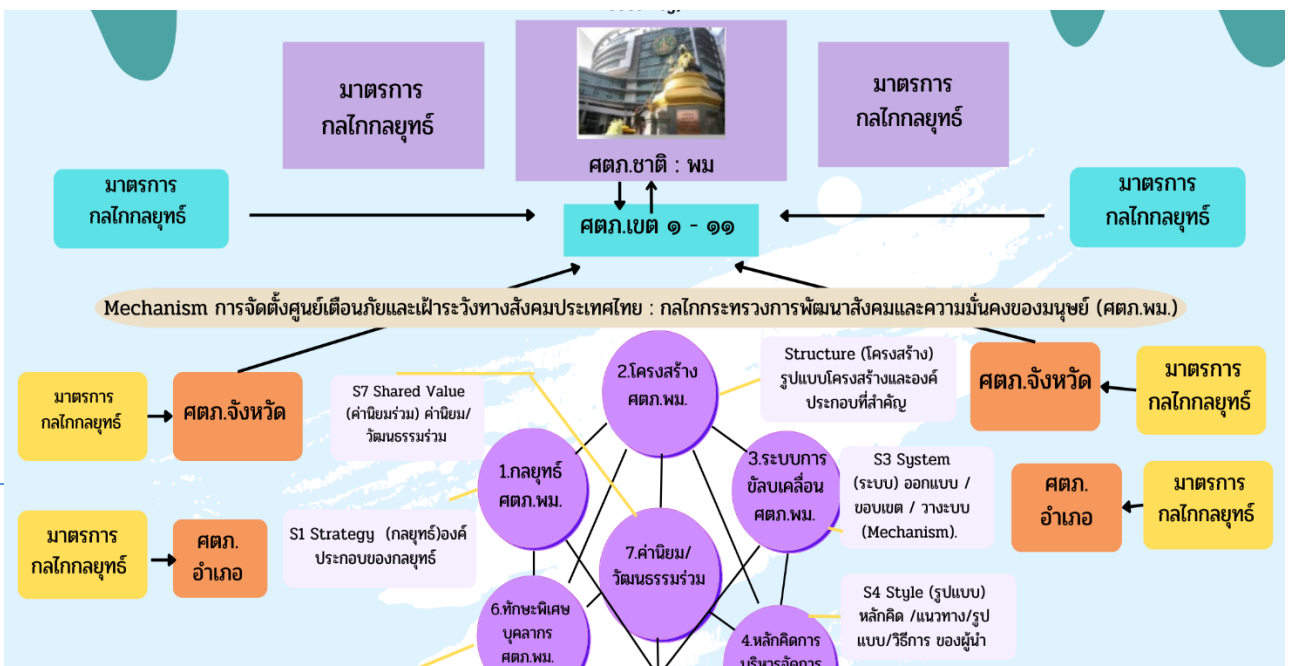 มาตรการ
กลไกกลยุทธ์
มาตรการ
กลไกกลยุทธ์
ศตภ.ชาติ : พม
มาตรการ
กลไกกลยุทธ์
มาตรการ
กลไกกลยุทธ์
ศตภ.เขต ๑ - ๑๑
Mechanism การจัดตั้งศูนย์เตือนภัยและเฝ้าระวังทางสังคมประเทศไทย : กลไกกระทรวงการพัฒนาสังคมและความมั่นคงของมนุษย์ (ศตภ.พม.)
มาตรการ
กลไกกลยุทธ์
ศตภ.จังหวัด
S7 Shared Value
(ค่านิยมร่วม) ค่านิยม/
วัฒนธรรมร่วม
2.โครงสร้าง
ศตภ.พม.
Structure (โครงสร้าง)
รูปแบบโครงสร้างและองค์
ประกอบที่สำคัญ
ศตภ.จังหวัด
มาตรการ
กลไกกลยุทธ์
1.กลยุทธ์
ศตภ.พม.
3.ระบบการ
ขัลบเคลื่อน
ศตภ.พม.
S3 System
(ระบบ) ออกแบบ /
ขอบเขต / วางระบบ
(Mechanism).
ศตภ.
อำเภอ
มาตรการ
กลไกกลยุทธ์
มาตรการ
กลไกกลยุทธ์
ศตภ.
อำเภอ
S1 Strategy (กลยุทธ์)องค์
ประกอบของกลยุทธ์
7.ค่านิยม/
วัฒนธรรมร่วม
6.ทักษะพิเศษ
บุคลากร
ศตภ.พม.
4.หลักคิดการ
บริหารจัดการ
S4 Style (รูปแบบ)
หลักคิด /แนวทาง/รูป
แบบ/วิธีการ ของผู้นำ